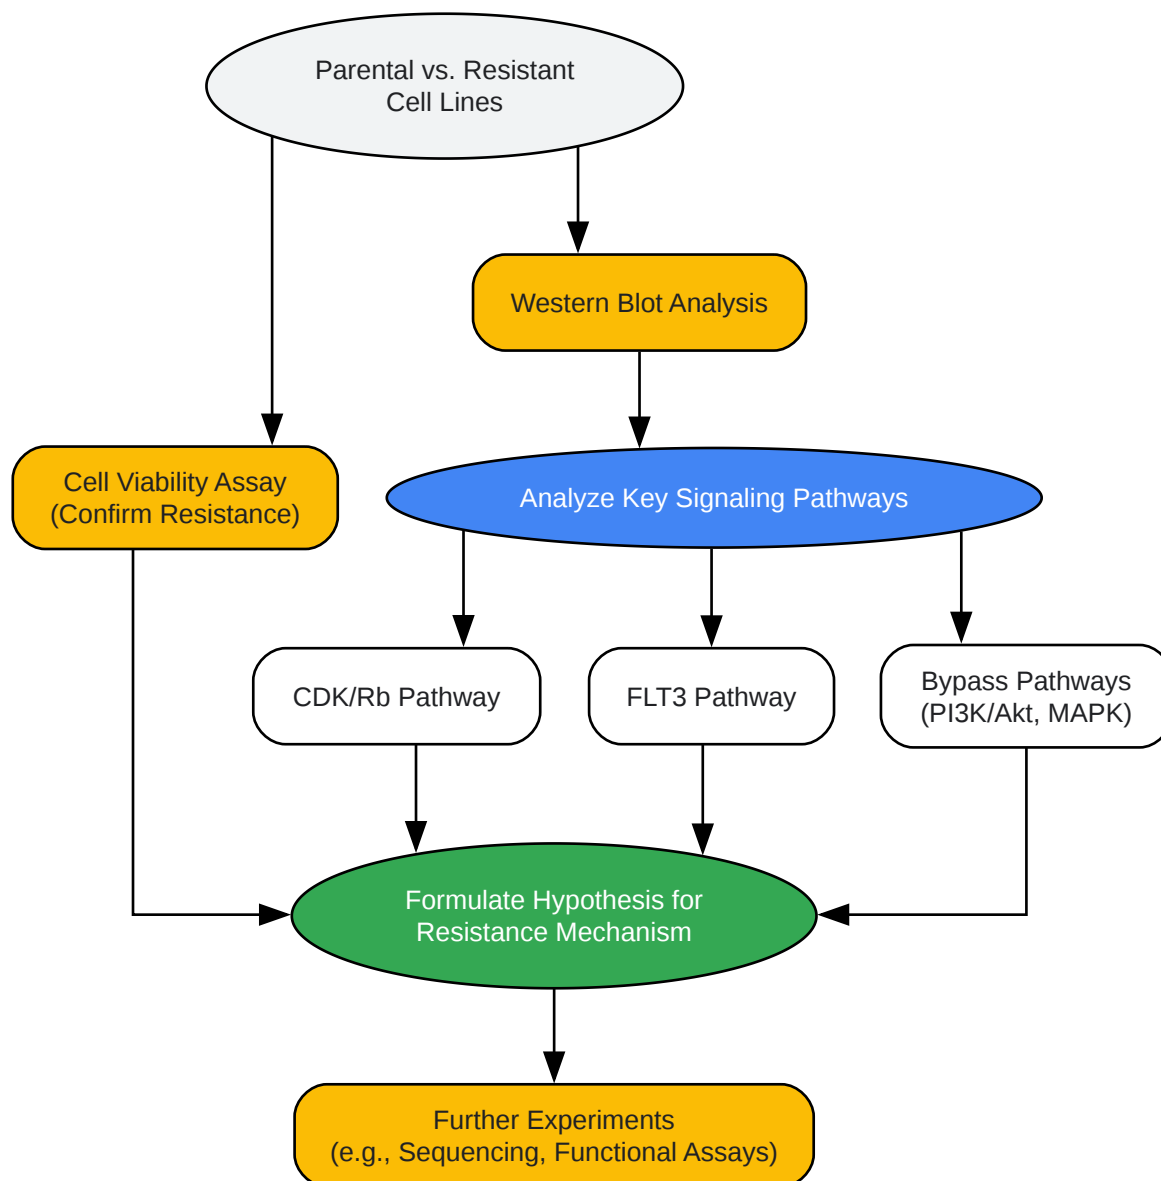 Parental vs. Resistant
Cell Lines
Western Blot Analysis
Cell Viability Assay
(Confirm Resistance)
Analyze Key Signaling Pathways
CDK/Rb Pathway
FLT3 Pathway
Bypass Pathways
(PI3K/Akt, MAPK)
Formulate Hypothesis for
Resistance Mechanism
Further Experiments
(e.g., Sequencing, Functional Assays)